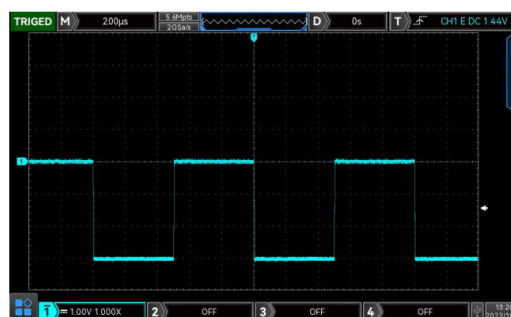 TRIGED M 200μs 5.6Mpts 2GSa/s D 0s T CH1 E DC 1.44V
T
1
1 1.00V 1.000X 2 OFF 3 OFF 4 OFF